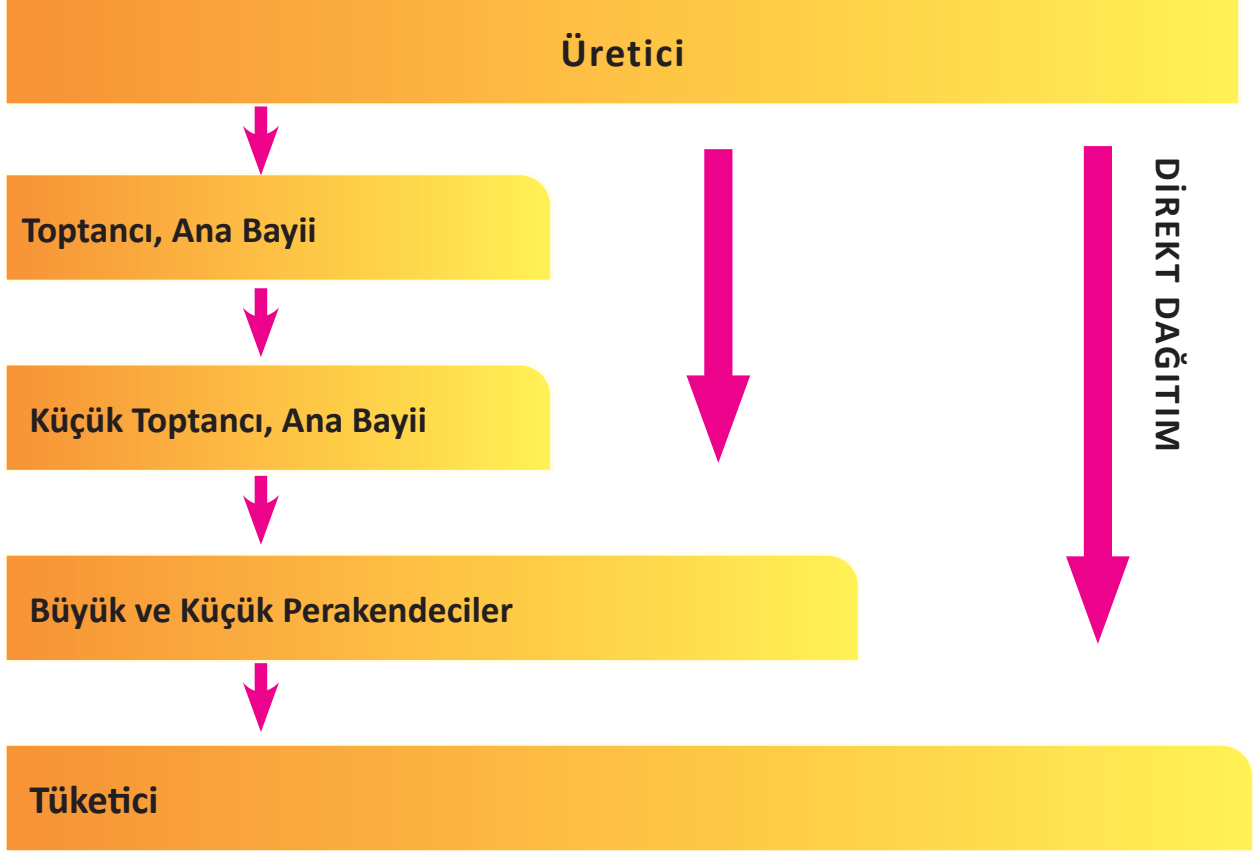 Üretici
Toptancı, Ana Bayii
DİREKT DAĞITIM
Küçük Toptancı, Ana Bayii
Büyük ve Küçük Perakendeciler
Tüketici